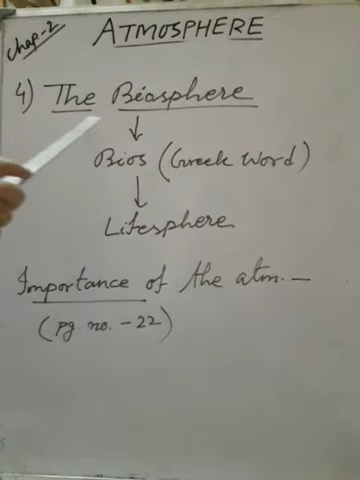 Chap-2
ATMOSPHERE
4) The Biosphere
Bios (Greek Word)
Lifesphere
Importance of the atm. -
(pg. no. - 22)